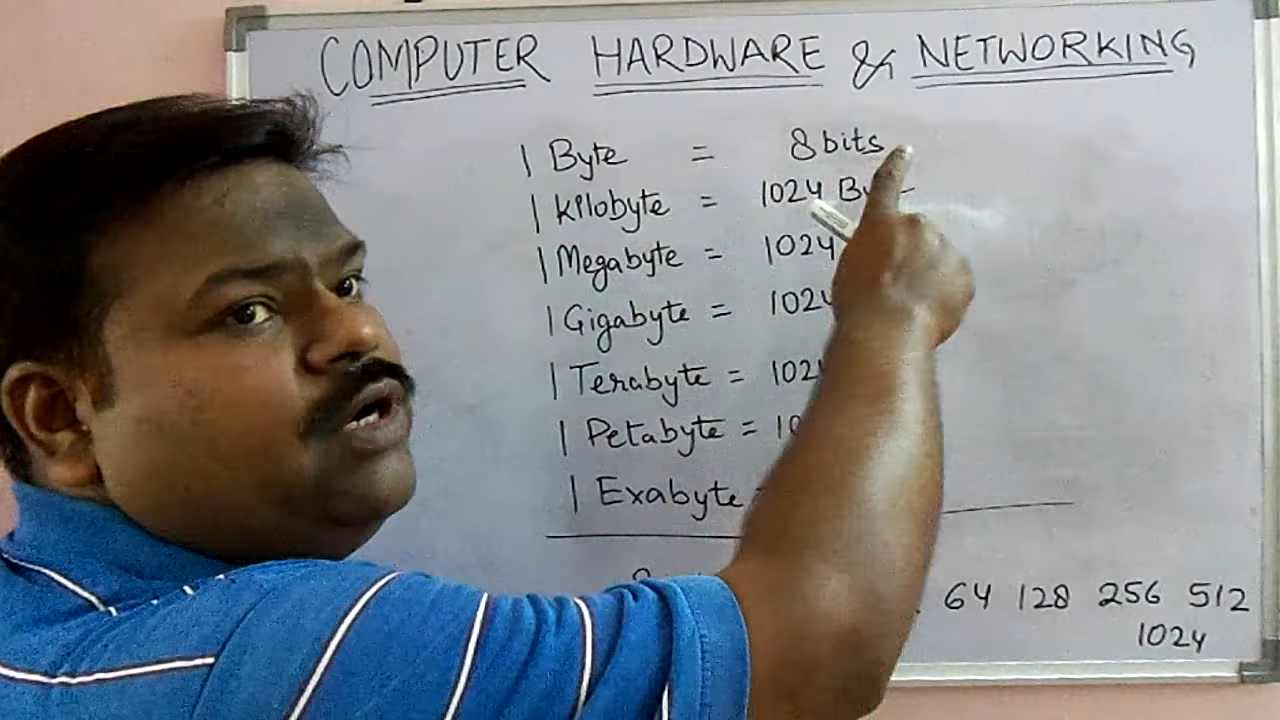 COMPUTER HARDWARE & NETWORKING
1 Byte = 8 bits
1 Kilobyte = 1024
1 Megabyte = 1024
1 Gigabyte =
1 Terabyte =
1 Petabyte =
1 Exabyte
64 128 256 512
1024